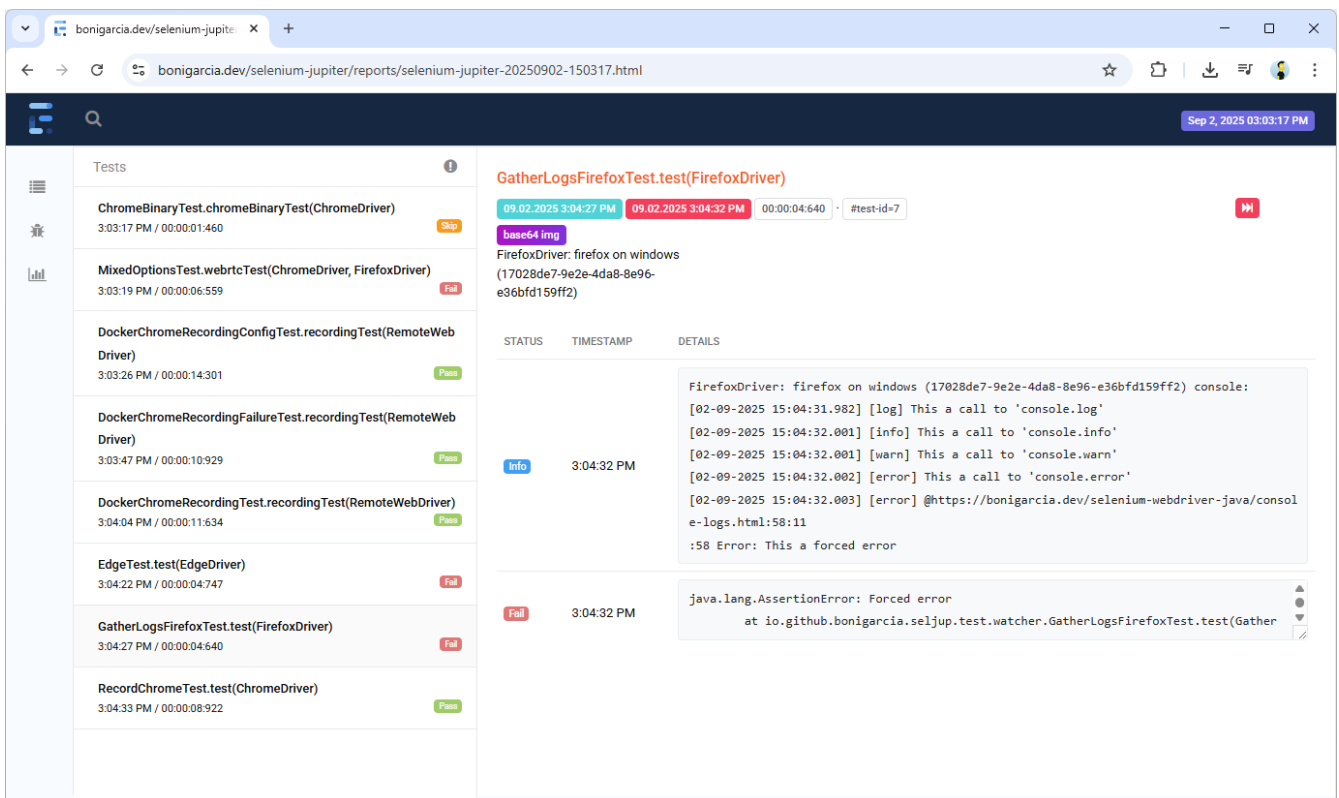 bonigarcia.dev/selenium-jupite
bonigarcia.dev/selenium-jupiter/reports/selenium-jupiter-20250902-150317.html
Sep 2, 2025 03:03:17 PM
Tests
ChromeBinaryTest.chromeBinaryTest(ChromeDriver)
3:03:17 PM / 00:00:01:460
Skip
MixedOptionsTest.webrtcTest(ChromeDriver, FirefoxDriver)
3:03:19 PM / 00:00:06:559
Fail
DockerChromeRecordingConfigTest.recordingTest(RemoteWeb
Driver)
3:03:26 PM / 00:00:14:301
Pass
DockerChromeRecordingFailureTest.recordingTest(RemoteWeb
Driver)
3:03:47 PM / 00:00:10:929
Pass
DockerChromeRecordingTest.recordingTest(RemoteWebDriver)
3:04:04 PM / 00:00:11:634
Pass
EdgeTest.test(EdgeDriver)
3:04:22 PM / 00:00:04:747
Fail
GatherLogsFirefoxTest.test(FirefoxDriver)
3:04:27 PM / 00:00:04:640
Fail
RecordChromeTest.test(ChromeDriver)
3:04:33 PM / 00:00:08:922
Pass
GatherLogsFirefoxTest.test(FirefoxDriver)
09.02.2025 3:04:27 PM 09.02.2025 3:04:32 PM 00:00:04:640 · #test-id=7
base64 img
FirefoxDriver: firefox on windows
(17028de7-9e2e-4da8-8e96-
e36bfd159ff2)
STATUS TIMESTAMP DETAILS
Info 3:04:32 PM
FirefoxDriver: firefox on windows (17028de7-9e2e-4da8-8e96-e36bfd159ff2) console:
[02-09-2025 15:04:31.982] [log] This a call to 'console.log'
[02-09-2025 15:04:32.001] [info] This a call to 'console.info'
[02-09-2025 15:04:32.001] [warn] This a call to 'console.warn'
[02-09-2025 15:04:32.002] [error] This a call to 'console.error'
[02-09-2025 15:04:32.003] [error] @https://bonigarcia.dev/selenium-webdriver-java/consol
e-logs.html:58:11
:58 Error: This a forced error
Fail 3:04:32 PM
java.lang.AssertionError: Forced error
at io.github.bonigarcia.seljup.test.watcher.GatherLogsFirefoxTest.test(Gather